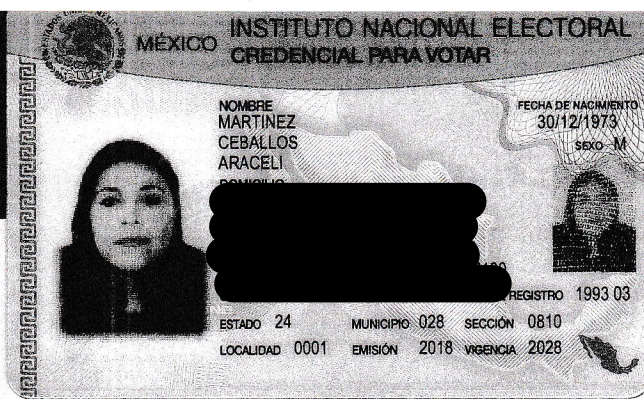 MÉXICO
INSTITUTO NACIONAL ELECTORAL
CREDENCIAL PARA VOTAR
NOMBRE
MARTINEZ
CEBALLOS
ARACELI
FECHA DE NACIMIENTO
30/12/1973
SEXO M
DOMICILIO
REGISTRO 1993 03
ESTADO 24 MUNICIPIO 028 SECCIÓN 0810
LOCALIDAD 0001 EMISIÓN 2018 VIGENCIA 2028